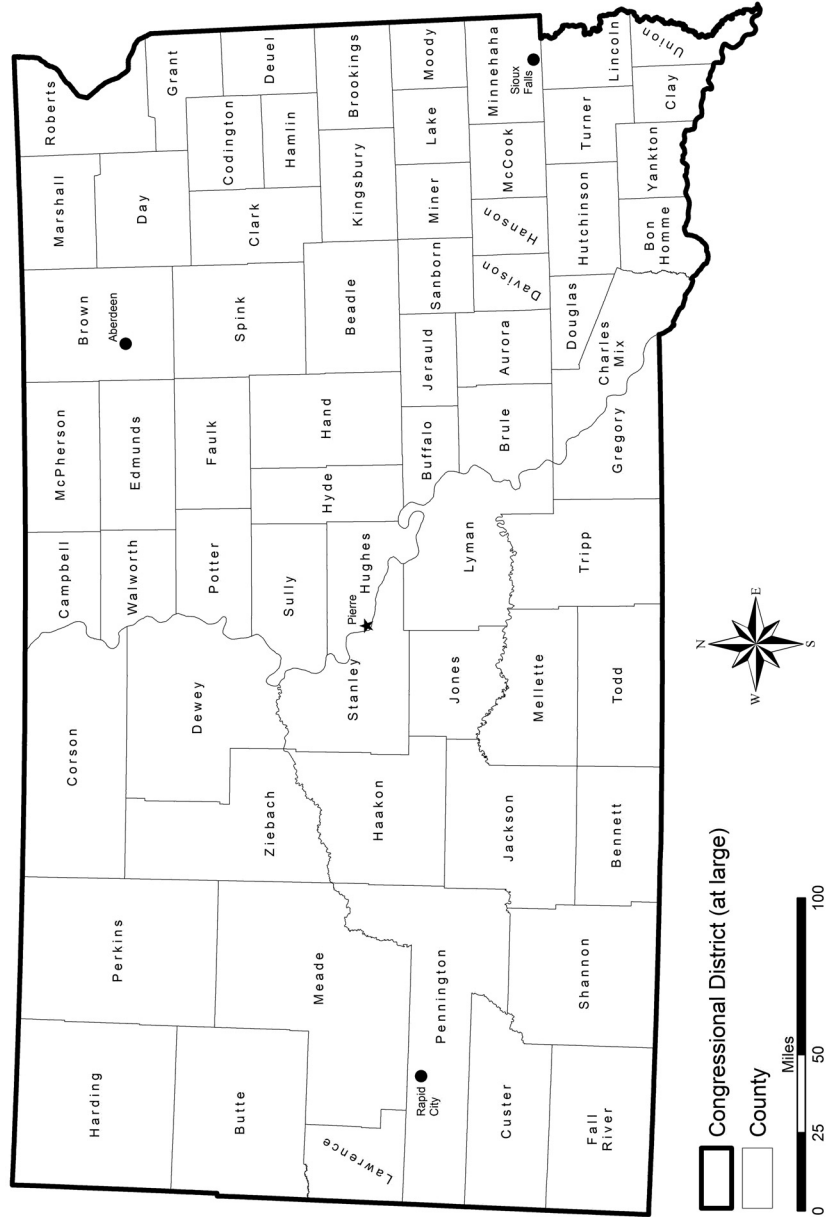 Harding
Perkins
Corson
Campbell
McPherson
Brown
Aberdeen
Marshall
Roberts
Day
Grant
Walworth
Edmunds
Butte
Meade
Ziebach
Dewey
Potter
Faulk
Spink
Clark
Codington
Deuel
Hamlin
Sully
Hyde
Hand
Beadle
Kingsbury
Brookings
Lawrence
Rapid
City
Pennington
Haakon
Stanley
Pierre
Hughes
Buffalo
Jerauld
Sanborn
Miner
Lake
Moody
Custer
Jackson
Jones
Lyman
Brule
Aurora
Davison
Hanson
McCook
Minnehaha
Sioux
Falls
Fall
River
Shannon
Bennett
Mellette
Todd
Tripp
Gregory
Charles
Mix
Douglas
Hutchinson
Turner
Lincoln
Bon
Homme
Yankton
Clay
Union
N
W
E
S
Congressional District (at large)
County
Miles
0
25
50
100